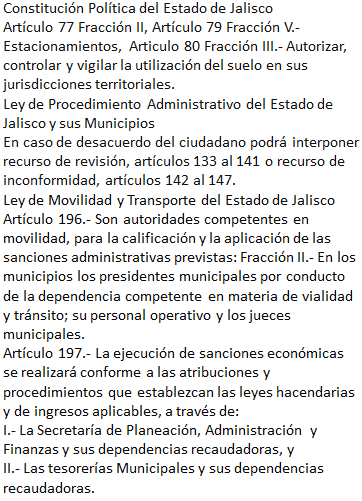 Constitución Política del Estado de Jalisco
Artículo 77 Fracción II, Artículo 79 Fracción V.-
Estacionamientos, Articulo 80 Fracción III.- Autorizar,
controlar y vigilar la utilización del suelo en sus
jurisdicciones territoriales.
Ley de Procedimiento Administrativo del Estado de
Jalisco y sus Municipios
En caso de desacuerdo del ciudadano podrá interponer
recurso de revisión, artículos 133 al 141 o recurso de
inconformidad, artículos 142 al 147.
Ley de Movilidad y Transporte del Estado de Jalisco
Artículo 196.- Son autoridades competentes en
movilidad, para la calificación y la aplicación de las
sanciones administrativas previstas: Fracción II.- En los
municipios los presidentes municipales por conducto
de la dependencia competente en materia de vialidad
y tránsito; su personal operativo y los jueces
municipales.
Artículo 197.- La ejecución de sanciones económicas
se realizará conforme a las atribuciones y
procedimientos que establezcan las leyes hacendarias
y de ingresos aplicables, a través de:
I.- La Secretaría de Planeación, Administración y
Finanzas y sus dependencias recaudadoras, y
II.- Las tesorerías Municipales y sus dependencias
recaudadoras.